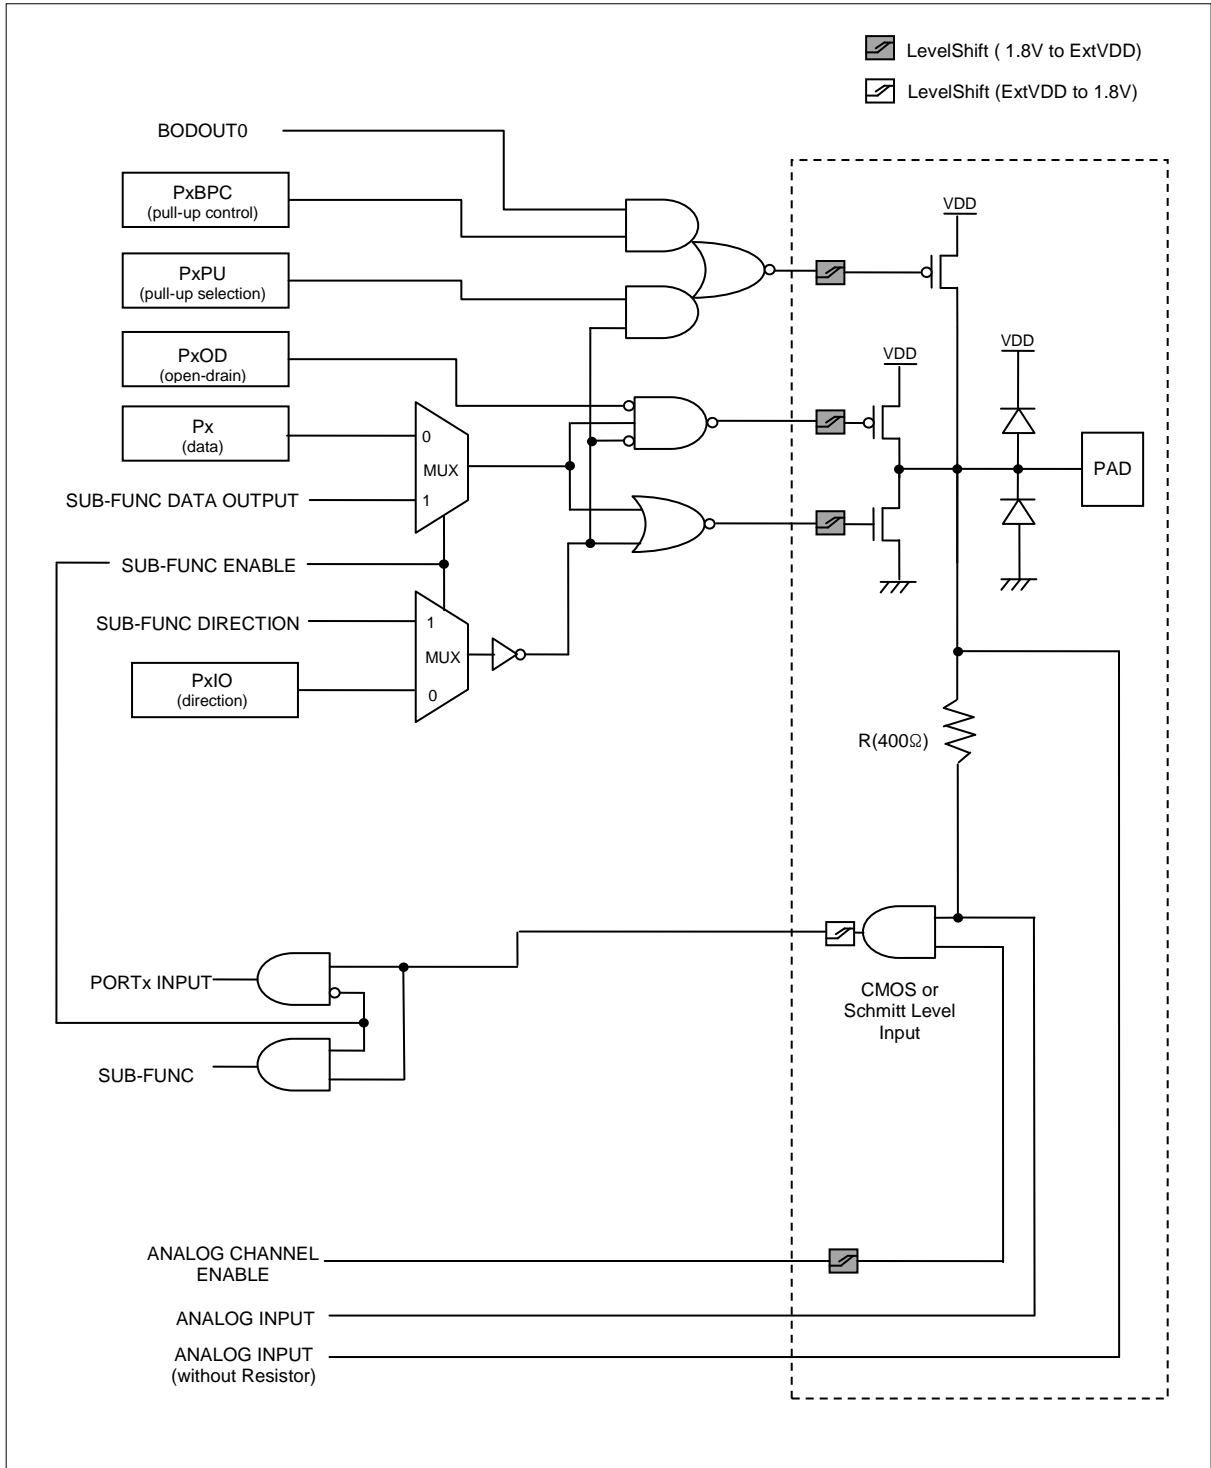 LevelShift ( 1.8V to ExtVDD)
LevelShift (ExtVDD to 1.8V)
BODOUT0
PxBPC
(pull-up control)
VDD
PxPU
(pull-up selection)
PxOD
(open-drain)
VDD
VDD
Px
(data)
0
MUX
1
PAD
SUB-FUNC DATA OUTPUT
SUB-FUNC ENABLE
SUB-FUNC DIRECTION
1
MUX
0
PxIO
(direction)
R(400Ω)
PORTx INPUT
CMOS or
Schmitt Level
Input
SUB-FUNC
ANALOG CHANNEL
ENABLE
ANALOG INPUT
ANALOG INPUT
(without Resistor)